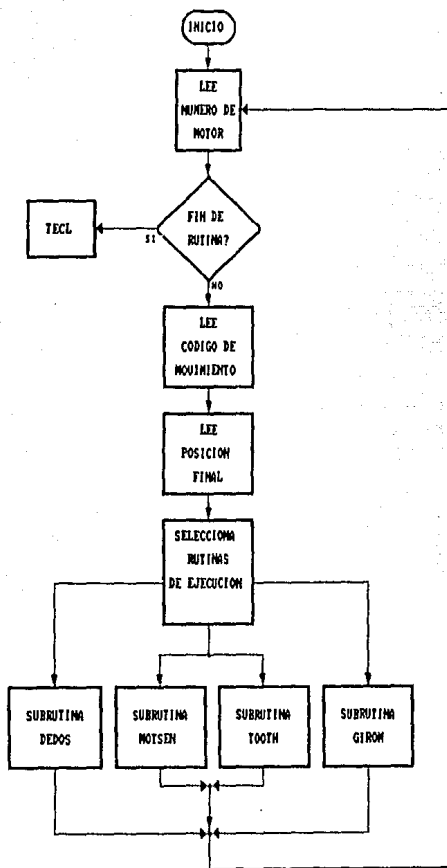 INICIO
LEE
NUMERO DE
MOTOR
FIN DE
RUTINA?
TECL
SI
NO
LEE
CODIGO DE
MOVIMIENTO
LEE
POSICION
FINAL
SELECCIONA
RUTINAS
DE EJECUCION
SUBRUTINA
DEDOS
SUBRUTINA
MOTSEN
SUBRUTINA
TOOTH
SUBRUTINA
GIROM